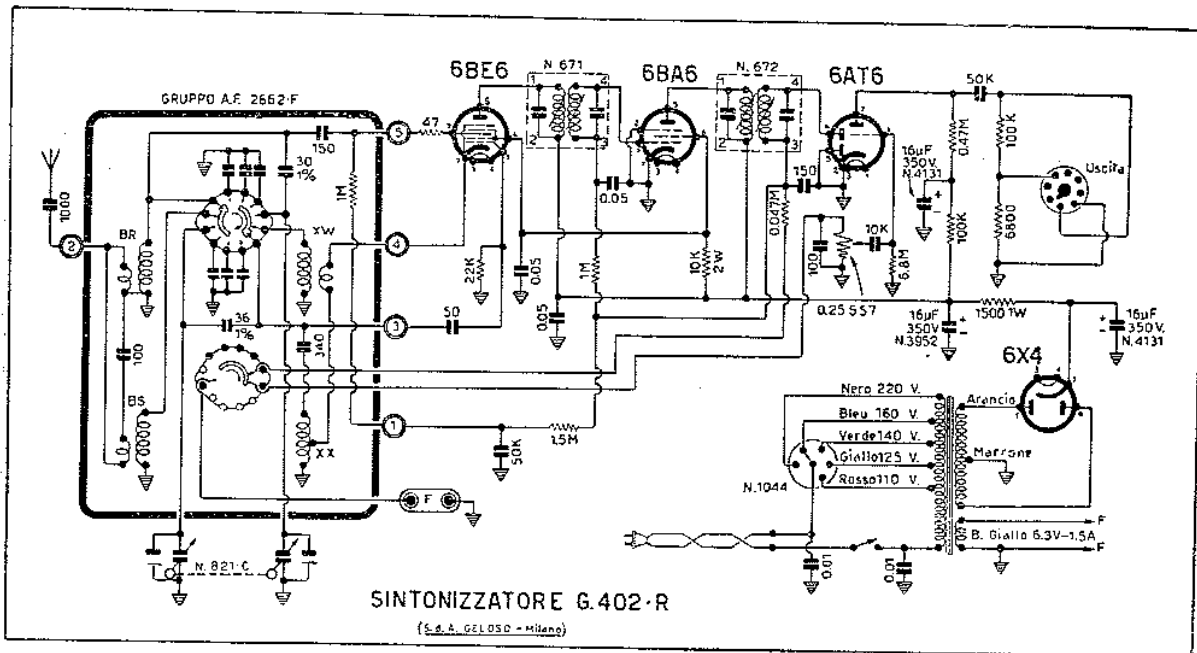 GRUPPO A.F. 2662-F
6BE6
N. 671
6BA6
N. 672
6AT6
50K
47
150
30
1%
1M
1000
2
5
4
3
1
BR
BS
XW
XX
100
36
1%
340
22K
0.05
0.05
0.05
50
1M
10K
2W
0.047M
150
100
10K
6.8M
0.25 557
16µF
350V.
N.4131
0.47M
100K
100K
6800
Uscita
16µF
350V
N.3952
1500 1W
16µF
350V.
N.4131
6X4
1.5M
50K
F
N. 821-C
Nero 220 V.
Bleu 160 V.
Verde 140 V.
Giallo 125 V.
Rosso 110 V.
N.1044
Arancio
Marrone
B. Giallo 6.3V-1.5A
F
F
0.01
0.01
SINTONIZZATORE G.402-R
(S.d.A. GELOSO - Milano)